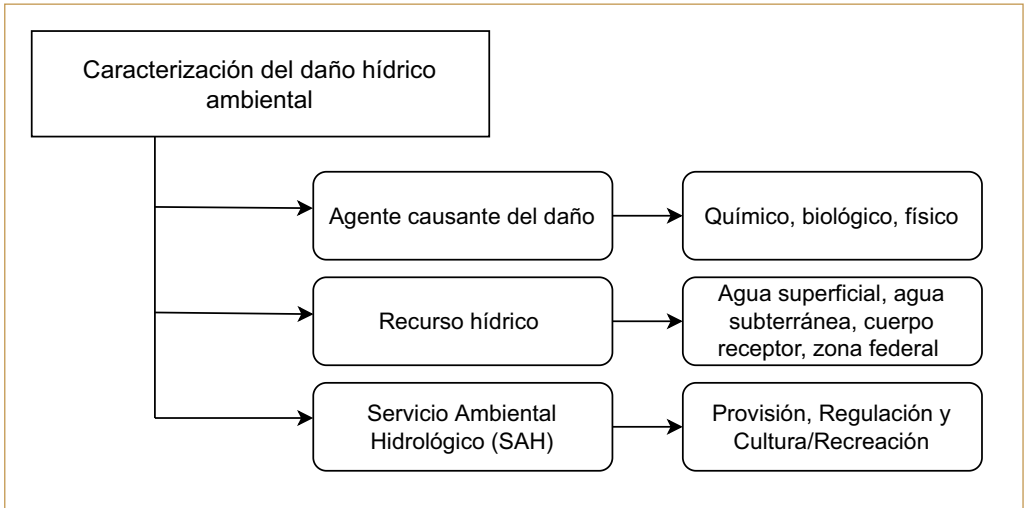 Caracterización del daño hídrico
ambiental
Agente causante del daño
Químico, biológico, físico
Recurso hídrico
Agua superficial, agua
subterránea, cuerpo
receptor, zona federal
Servicio Ambiental
Hidrológico (SAH)
Provisión, Regulación y
Cultura/Recreación